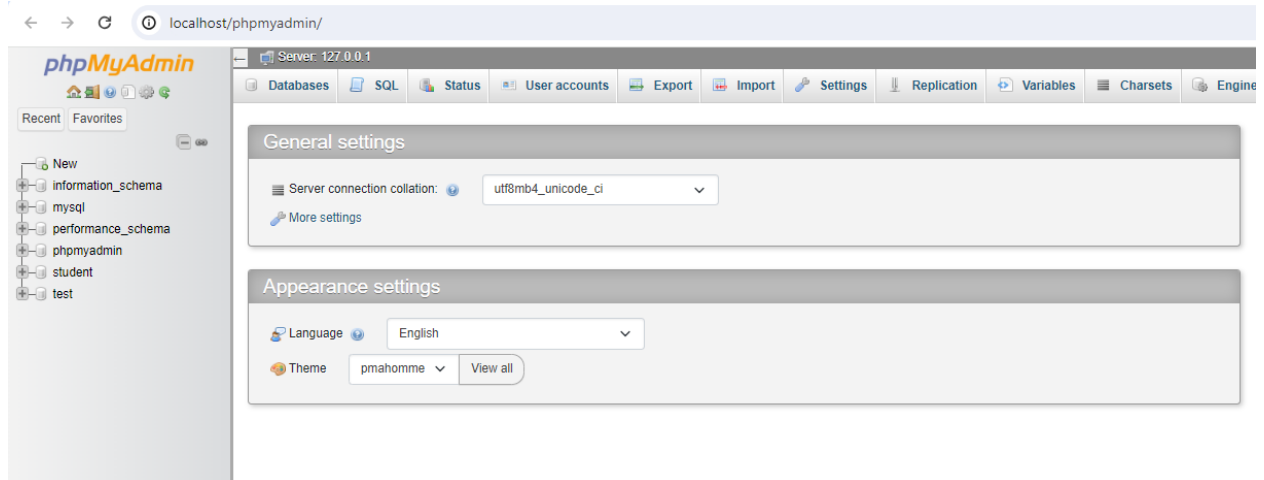 localhost/phpmyadmin/
phpMyAdmin
Recent Favorites
New
information_schema
mysql
performance_schema
phpmyadmin
student
test
Server: 127.0.0.1
Databases SQL Status User accounts Export Import Settings Replication Variables Charsets Engine
General settings
Server connection collation: utf8mb4_unicode_ci
More settings
Appearance settings
Language English
Theme pmahomme View all